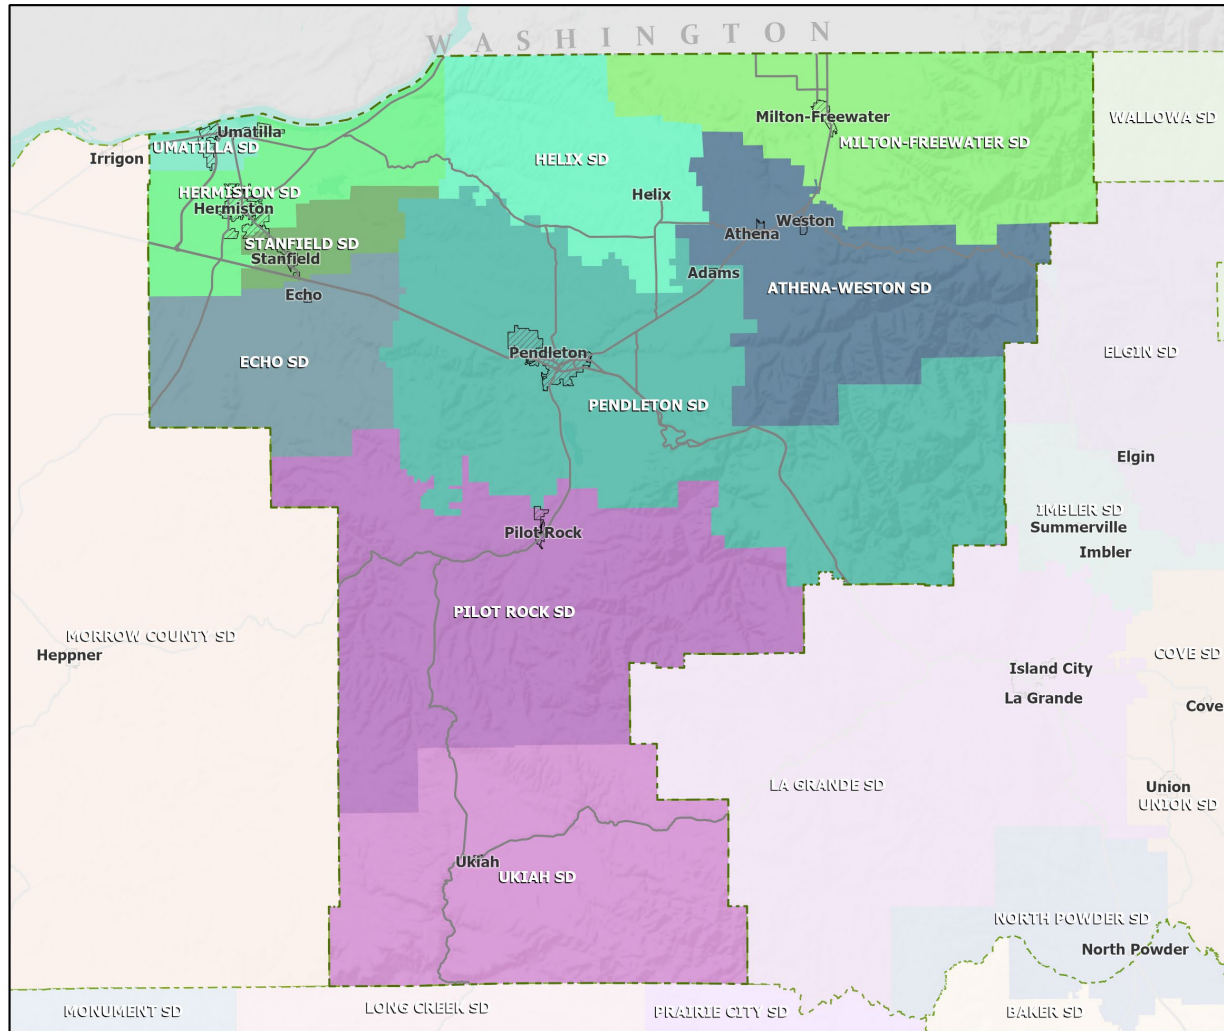 WASHINGTON
WALLOWA SD
Milton-Freewater
Umatilla
MILTON-FREEWATER SD
UMATILLA SD
Irrigon
HELIX SD
HERMISTON SD
Helix
Hermiston
Weston
Athena
STANFIELD SD
Stanfield
Adams
Echo
ATHENA-WESTON SD
Pendleton
ELGIN SD
ECHO SD
PENDLETON SD
Elgin
IMBLER SD
Summerville
Pilot Rock
Imbler
PILOT ROCK SD
MORROW COUNTY SD
Heppner
COVE SD
Island City
La Grande
Cove
LA GRANDE SD
Union
UNION SD
Ukiah
UKIAH SD
NORTH POWDER SD
North Powder
MONUMENT SD
LONG CREEK SD
PRAIRIE CITY SD
BAKER SD